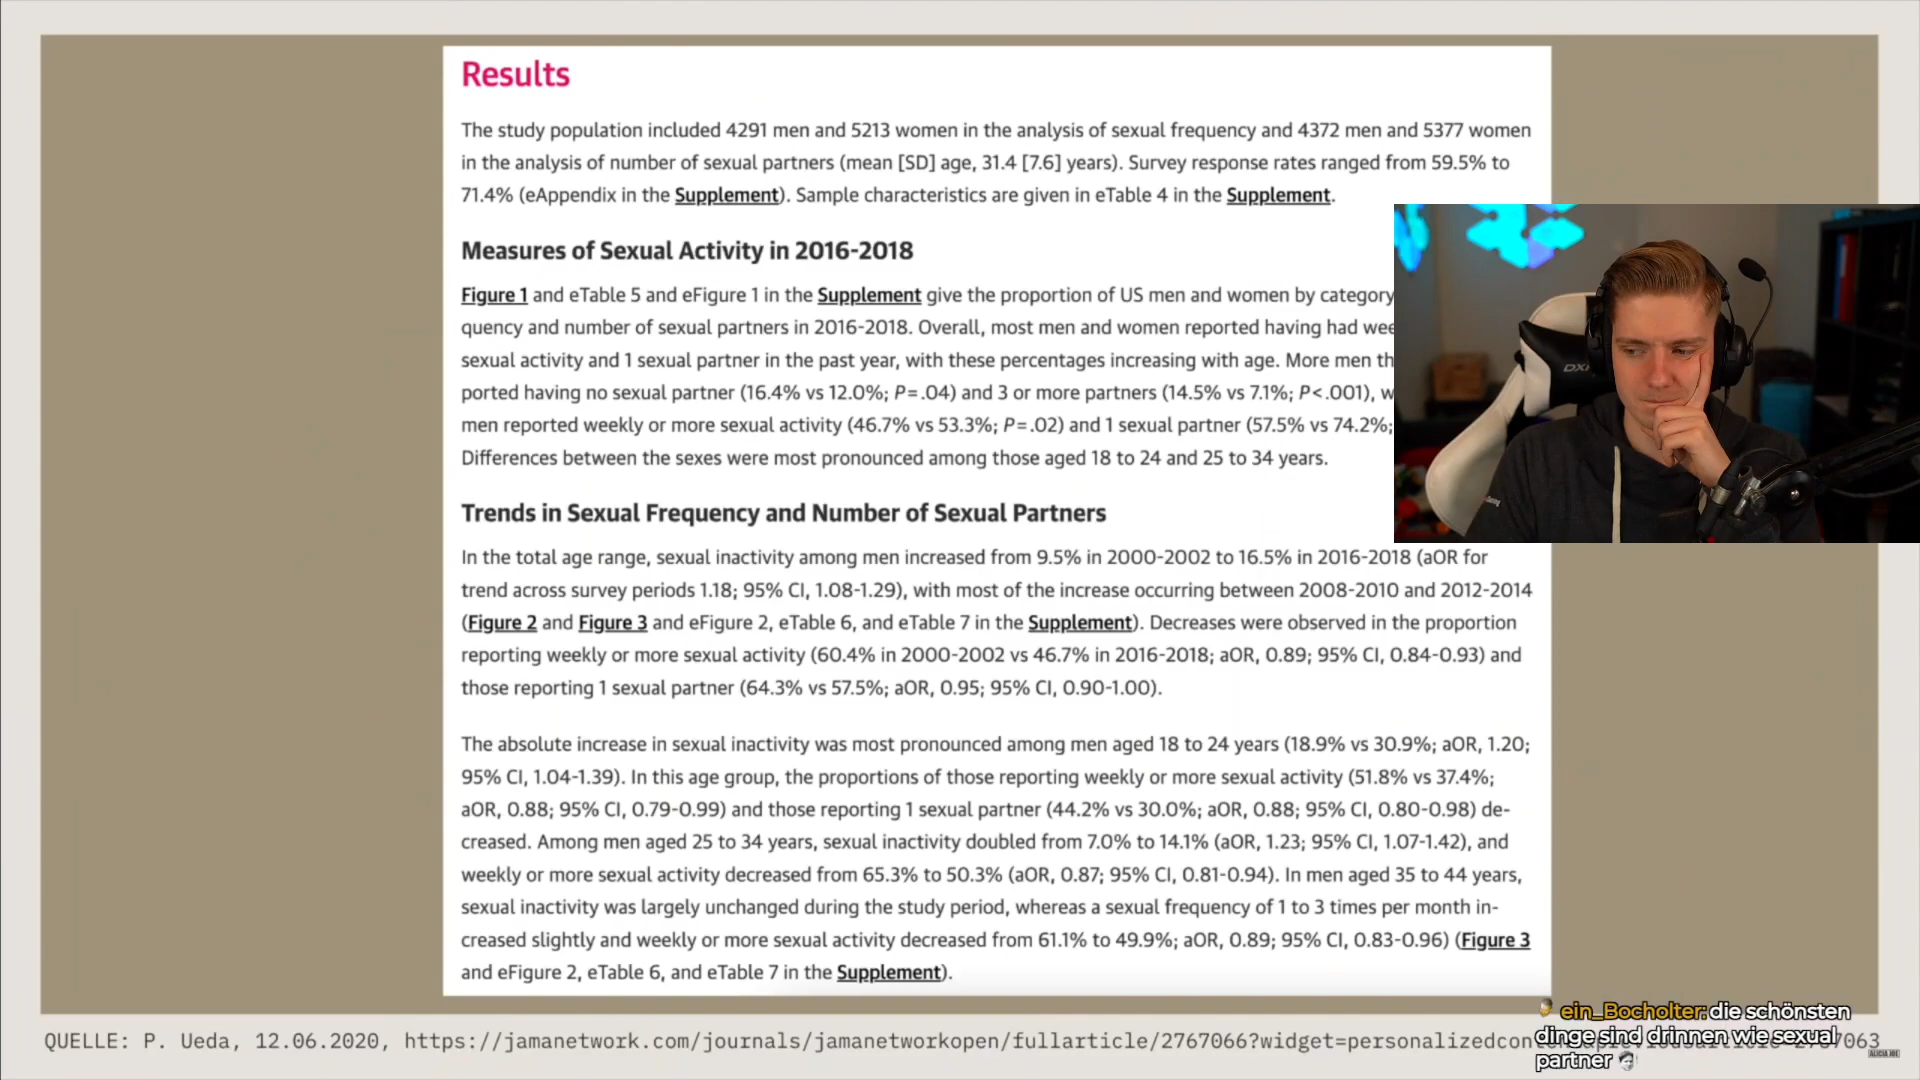 Results
The study population included 4291 men and 5213 women in the analysis of sexual frequency and 4372 men and 5377 women
in the analysis of number of sexual partners (mean [SD] age, 31.4 [7.6] years). Survey response rates ranged from 59.5% to
71.4% (eAppendix in the Supplement). Sample characteristics are given in eTable 4 in the Supplement.
Measures of Sexual Activity in 2016-2018
Figure 1 and eTable 5 and eFigure 1 in the Supplement give the proportion of US men and women by category
quency and number of sexual partners in 2016-2018. Overall, most men and women reported having had
sexual activity and 1 sexual partner in the past year, with these percentages increasing with age. More men
ported having no sexual partner (16.4% vs 12.0%; P=.04) and 3 or more partners (14.5% vs 7.1%; P<.001),
men reported weekly or more sexual activity (46.7% vs 53.3%; P=.02) and 1 sexual partner (57.5% vs 74.2%;
Differences between the sexes were most pronounced among those aged 18 to 24 and 25 to 34 years.
Trends in Sexual Frequency and Number of Sexual Partners
In the total age range, sexual inactivity among men increased from 9.5% in 2000-2002 to 16.5% in 2016-2018 (aOR for
trend across survey periods 1.18; 95% CI, 1.08-1.29), with most of the increase occurring between 2008-2010 and 2012-2014
(Figure 2 and Figure 3 and eFigure 2, eTable 6, and eTable 7 in the Supplement). Decreases were observed in the proportion
reporting weekly or more sexual activity (60.4% in 2000-2002 vs 46.7% in 2016-2018; aOR, 0.89; 95% CI, 0.84-0.93) and
those reporting 1 sexual partner (64.3% vs 57.5%; aOR, 0.95; 95% CI, 0.90-1.00).
The absolute increase in sexual inactivity was most pronounced among men aged 18 to 24 years (18.9% vs 30.9%; aOR, 1.20;
95% CI, 1.04-1.39). In this age group, the proportions of those reporting weekly or more sexual activity (51.8% vs 37.4%;
aOR, 0.88; 95% CI, 0.79-0.99) and those reporting 1 sexual partner (44.2% vs 30.0%; aOR, 0.88; 95% CI, 0.80-0.98) de-
creased. Among men aged 25 to 34 years, sexual inactivity doubled from 7.0% to 14.1% (aOR, 1.23; 95% CI, 1.07-1.42), and
weekly or more sexual activity decreased from 65.3% to 50.3% (aOR, 0.87; 95% CI, 0.81-0.94). In men aged 35 to 44 years,
sexual inactivity was largely unchanged during the study period, whereas a sexual frequency of 1 to 3 times per month in-
creased slightly and weekly or more sexual activity decreased from 61.1% to 49.9%; aOR, 0.89; 95% CI, 0.83-0.96) (Figure 3
and eFigure 2, eTable 6, and eTable 7 in the Supplement).
QUELLE: P. Ueda, 12.06.2020, https://jamanetwork.com/journals/jamanetworkopen/fullarticle/2767066?widget=personalizedcon
ein_Bocholter: die schönsten
dinge sind drinnen wie sexual
partner
ALICIA JOE